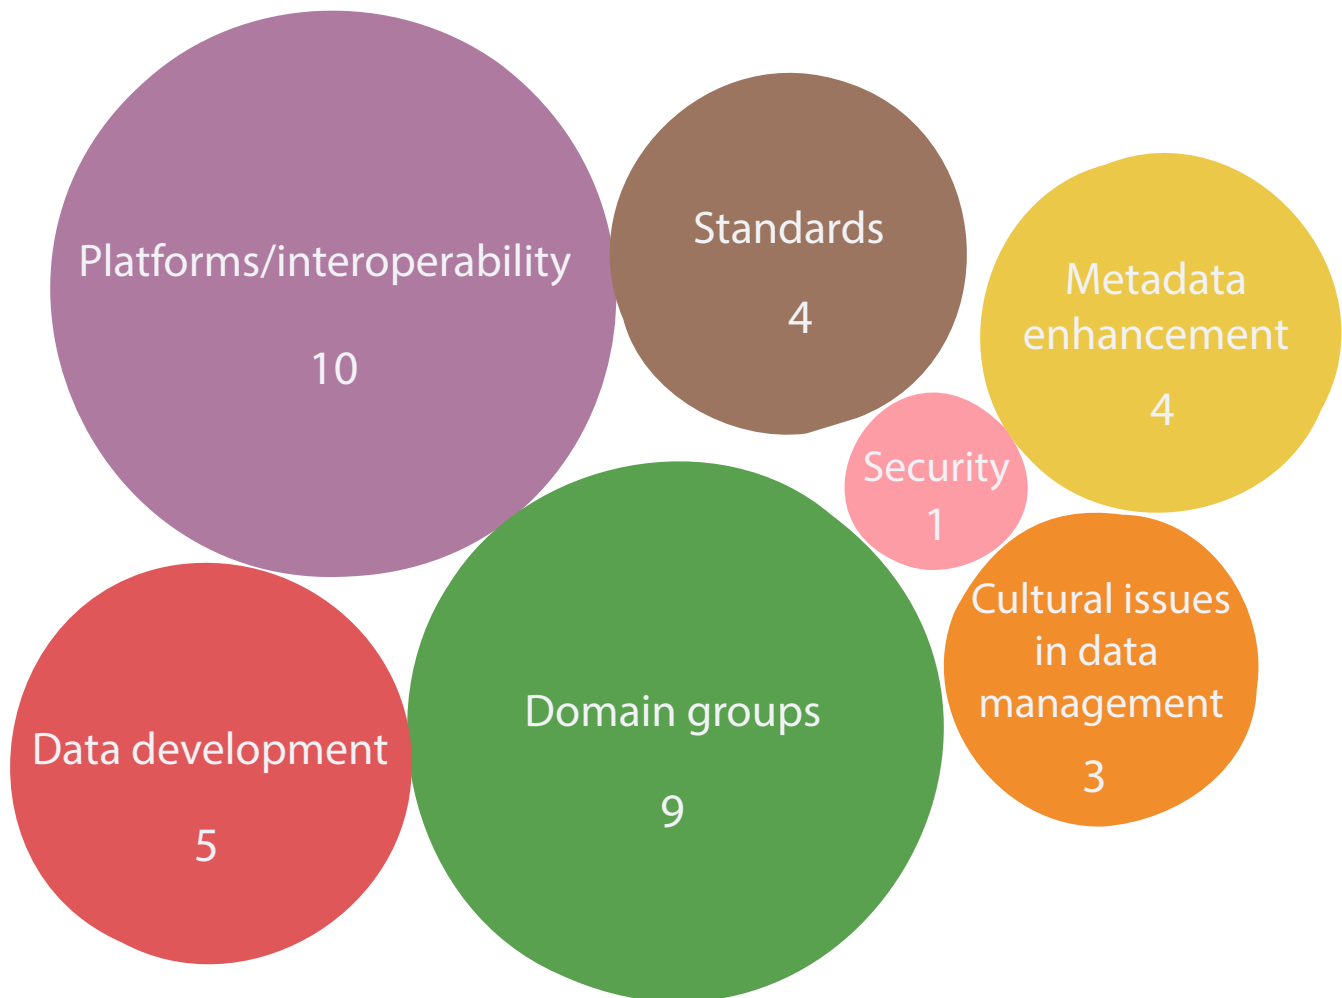 Platforms/interoperability
10
Standards
4
Metadata
enhancement
4
Security
1
Cultural issues
in data
management
3
Domain groups
9
Data development
5